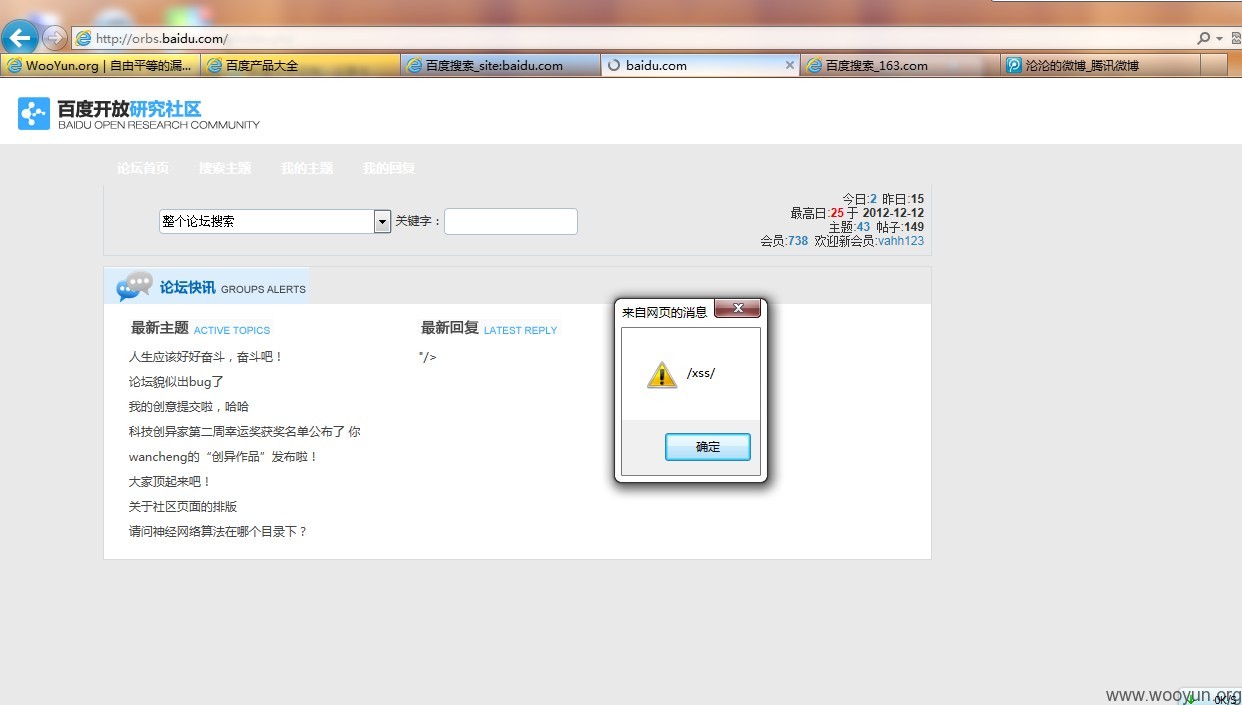 http://orbs.baidu.com/
WooYun.org | 自由平等的漏... 百度产品大全 百度搜索_site:baidu.com baidu.com 百度搜索_163.com 沦沦的微博_腾讯微博
百度开放研究社区
BAIDU OPEN RESEARCH COMMUNITY
论坛首页 搜索主题 我的主题 我的回复
今日:2 昨日:15
最高日:25 于 2012-12-12
整个论坛搜索 关键字：
主题:43 帖子:149
会员:738 欢迎新会员:vahh123
论坛快讯 GROUPS ALERTS
来自网页的消息
最新主题 ACTIVE TOPICS 最新回复 LATEST REPLY
人生应该好好奋斗，奋斗吧！ "/>
/xss/
论坛貌似出bug了
我的创意提交啦，哈哈
科技创异家第二周幸运奖获奖名单公布了 你
确定
wancheng的“创异作品”发布啦！
大家顶起来吧！
关于社区页面的排版
请问神经网络算法在哪个目录下？
www.wooyun.org
0K/S